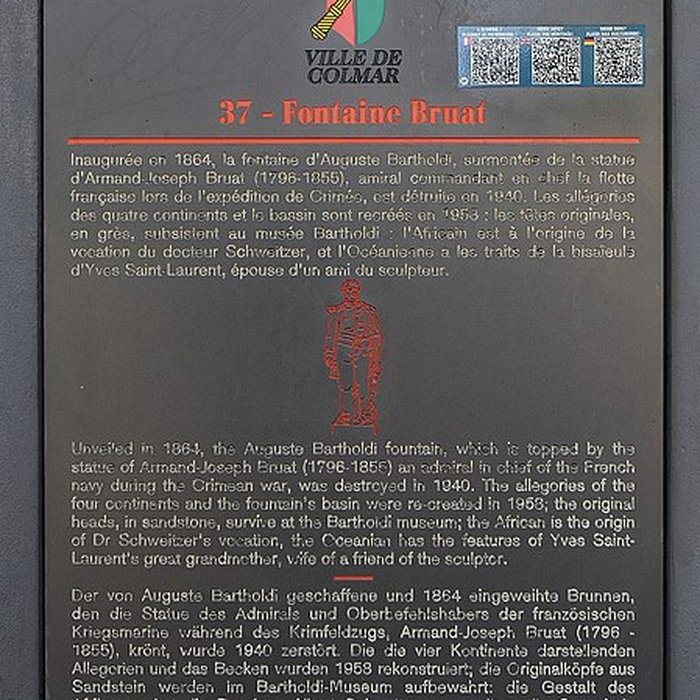 VILLE DE
COLMAR
37 - Fontaine Bruat
Inaugurée en 1864, la fontaine d'Auguste Bartholdi, surmontée de la statue
d'Armand-Joseph Bruat (1796-1855), amiral commandant en chef la flotte
française lors de l'expédition de Crimée, est détruite en 1940. Les allégories
des quatre continents et le bassin sont recréés en 1958 : les têtes originales,
en grès, subsistent au musée Bartholdi : l'Africain est à l'origine de la
vocation du docteur Schweitzer, et l'Océanienne a les traits de la bisaïeule
d'Yves Saint-Laurent, épouse d'un ami du sculpteur.
Unveiled in 1864, the Auguste Bartholdi fountain, which is topped by the
statue of Armand-Joseph Bruat (1796-1855) an admiral in chief of the French
navy during the Crimean war, was destroyed in 1940. The allegories of the
four continents and the fountain's basin were re-created in 1958; the original
heads, in sandstone, survive at the Bartholdi museum; the African is the origin
of Dr Schweitzer's vocation, the Oceanian has the features of Yves Saint-
Laurent's great grandmother, wife of a friend of the sculptor.
Der von Auguste Bartholdi geschaffene und 1864 eingeweihte Brunnen,
den die Statue des Admirals und Oberbefehlshabers der französischen
Kriegsmarine während des Krimfeldzugs, Armand-Joseph Bruat (1796 -
1855), krönt, wurde 1940 zerstört. Die die vier Kontinente darstellenden
Allegorien und das Becken wurden 1958 rekonstruiert; die Originalköpfe aus
Sandstein werden im Bartholdi-Museum aufbewahrt: die Gestalt des